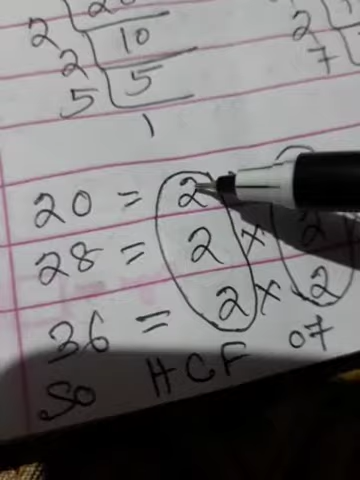 2 20 2
2 10 7
5 5
1
20 = 2
28 = 2 x 2
36 = 2 x 2
So HCF of